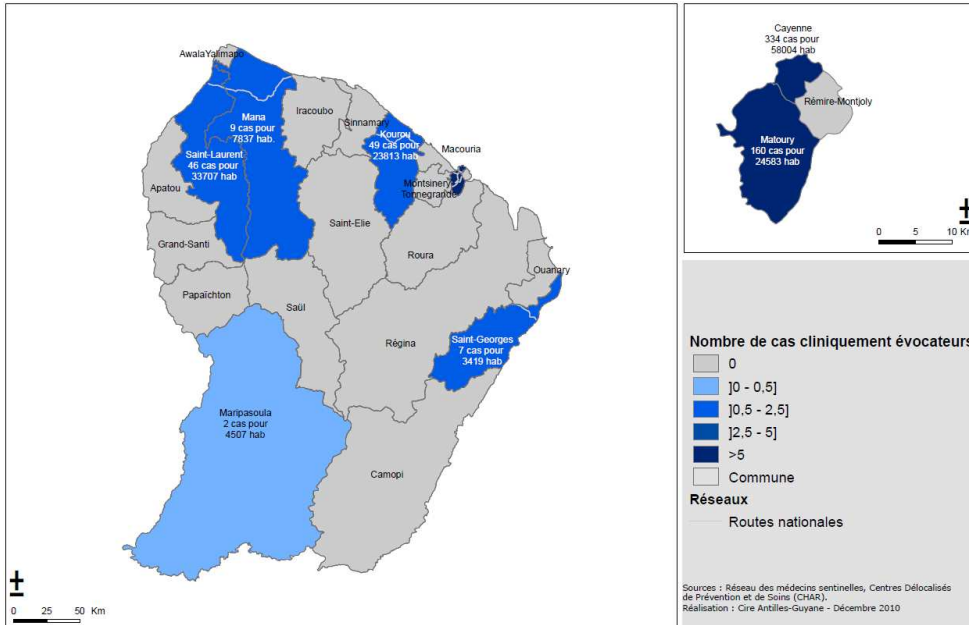 AwalaYalimapo
Mana
9 cas pour
7837 hab.
Iracoubo
Sinnamary
Kourou
49 cas pour
23813 hab
Macouria
Saint-Laurent
46 cas pour
33707 hab
Montsinery
Tonnegrande
Apatou
Saint-Elie
Grand-Santi
Roura
Ouanary
Papaïchton
Saül
Régina
Saint-Georges
7 cas pour
3419 hab
Maripasoula
2 cas pour
4507 hab
Camopi
0 25 50 Km
Cayenne
334 cas pour
58004 hab
Rémire-Montjoly
Matoury
160 cas pour
24583 hab
0 5 10 Km
Nombre de cas cliniquement évocateurs
0
]0 - 0,5]
]0,5 - 2,5]
]2,5 - 5]
>5
Commune
Réseaux
Routes nationales
Sources : Réseau des médecins sentinelles, Centres Délocalisés
de Prévention et de Soins (CHAR).
Réalisation : Cire Antilles-Guyane - Décembre 2010